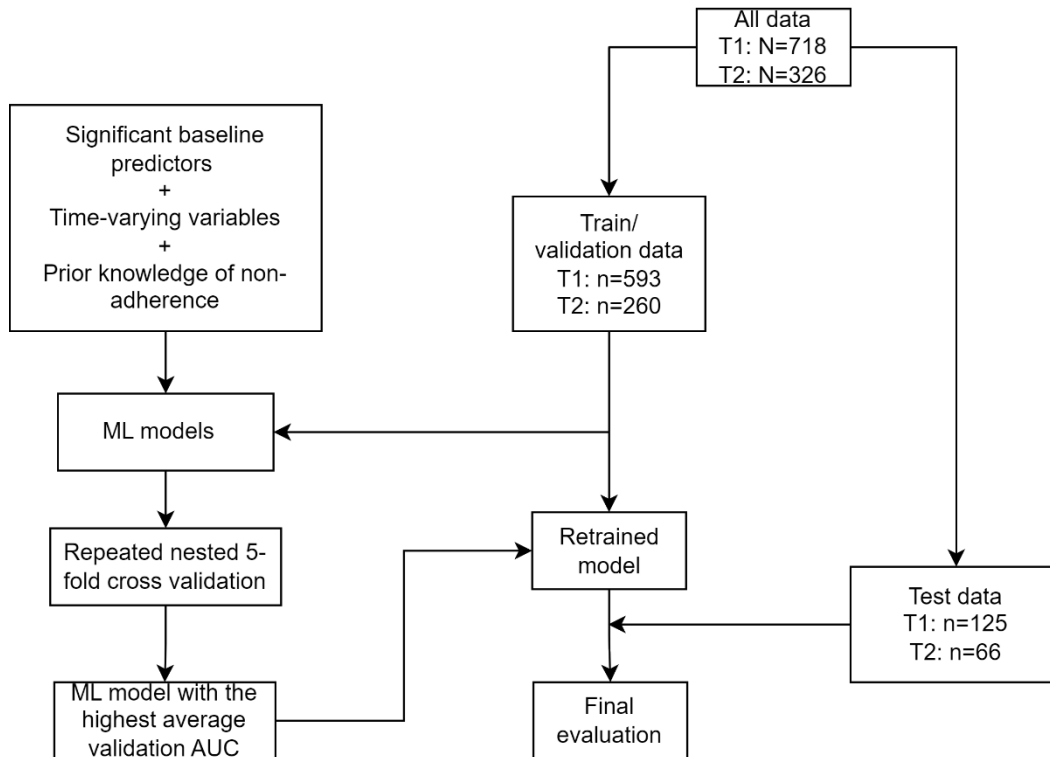 All data
T1: N=718
T2: N=326
Significant baseline
predictors
+
Time-varying variables
+
Prior knowledge of non-
adherence
Train/
validation data
T1: n=593
T2: n=260
ML models
Repeated nested 5-
fold cross validation
Retrained
model
Test data
T1: n=125
T2: n=66
ML model with the
highest average
validation AUC
Final
evaluation